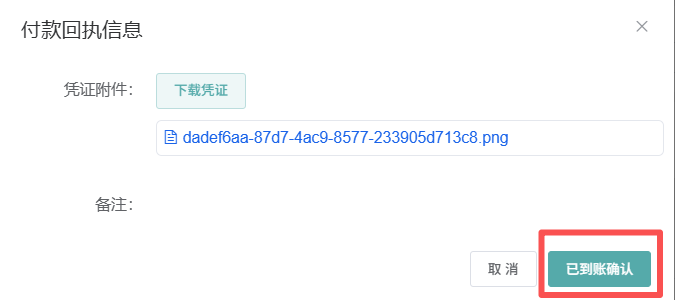 付款回执信息
凭证附件：
下载凭证
dadef6aa-87d7-4ac9-8577-233905d713c8.png
备注：
取 消
已到账确认